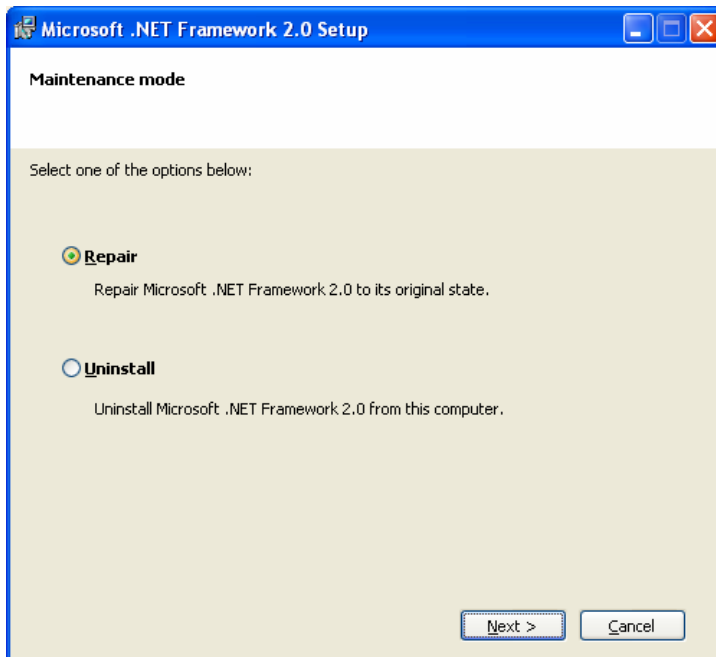 Microsoft .NET Framework 2.0 Setup
Maintenance mode
Select one of the options below:
Repair
Repair Microsoft .NET Framework 2.0 to its original state.
Uninstall
Uninstall Microsoft .NET Framework 2.0 from this computer.
Next > Cancel